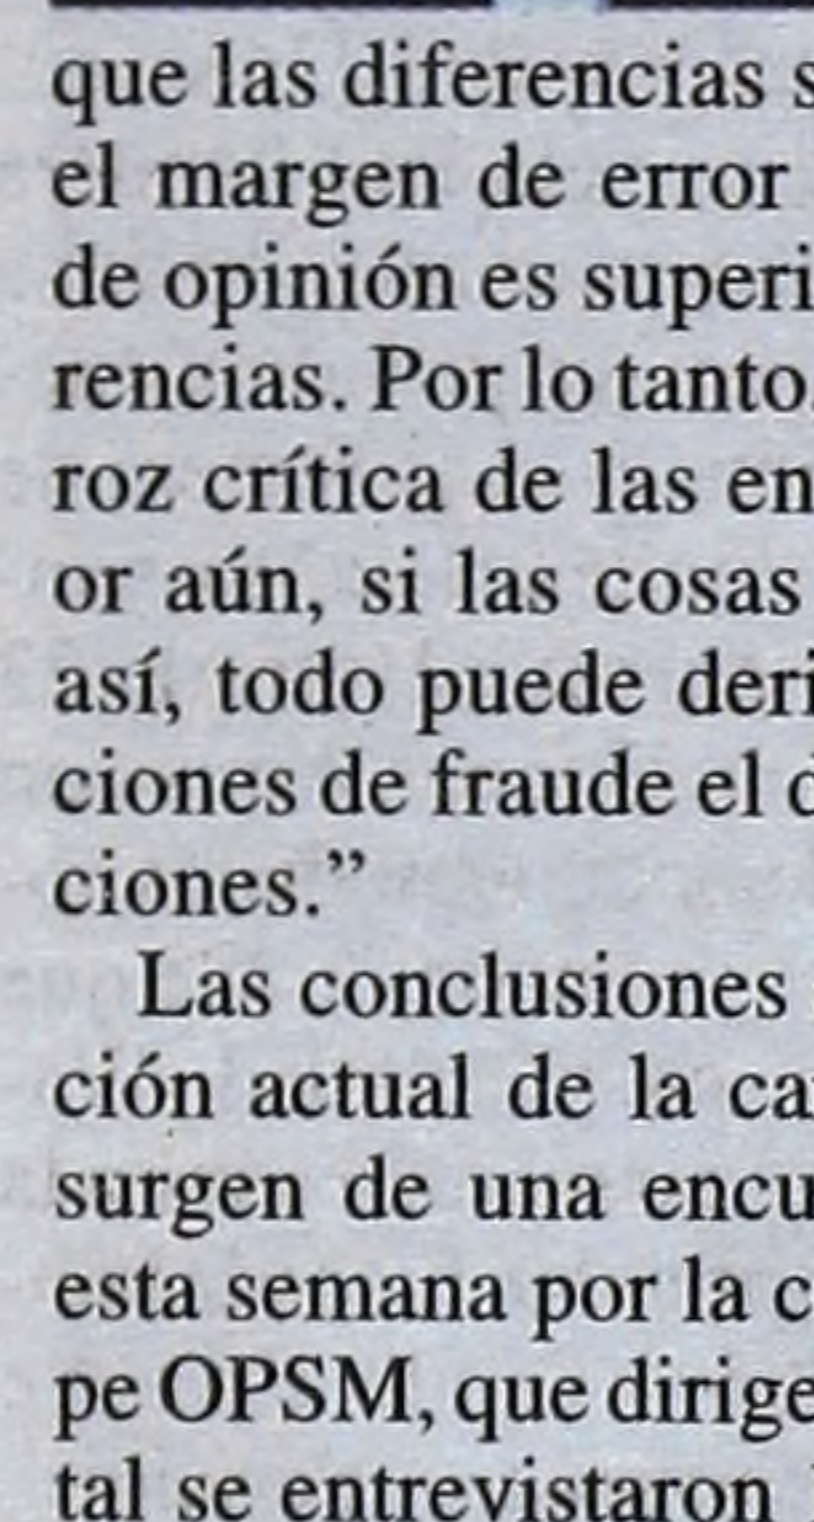 que las diferencias s
el margen de error
de opinión es superi
rencias. Por lo tanto,
roz crítica de las en
or aún, si las cosas
así, todo puede deri
ciones de fraude el d
ciones.”
Las conclusiones
ción actual de la ca
surgen de una encu
esta semana por la c
pe OPSM, que dirige
tal se entrevistaron